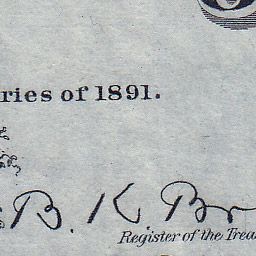 ries of 1891.
B. K Br
Register of the Trea